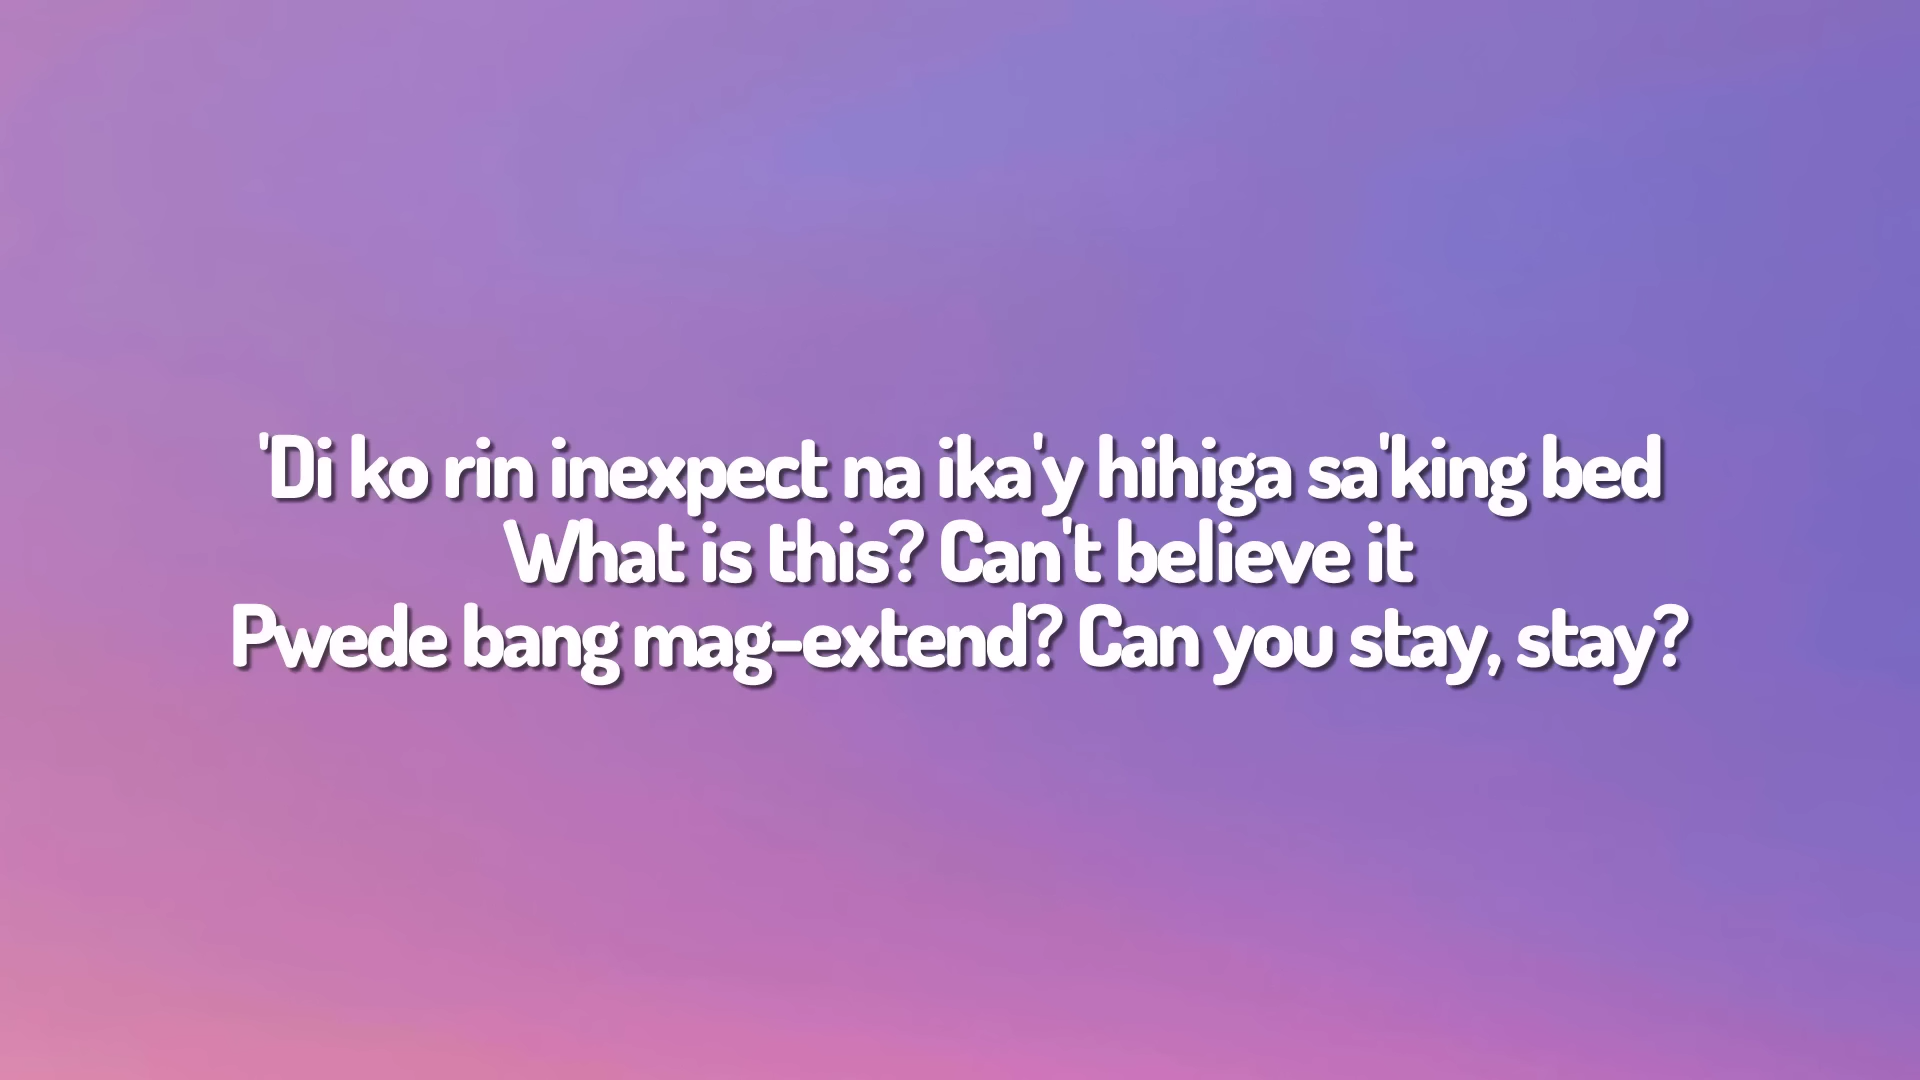 'Di ko rin inexpect na ika'y hihiga sa'king bed
What is this? Can't believe it
Pwede bang mag-extend? Can you stay, stay?